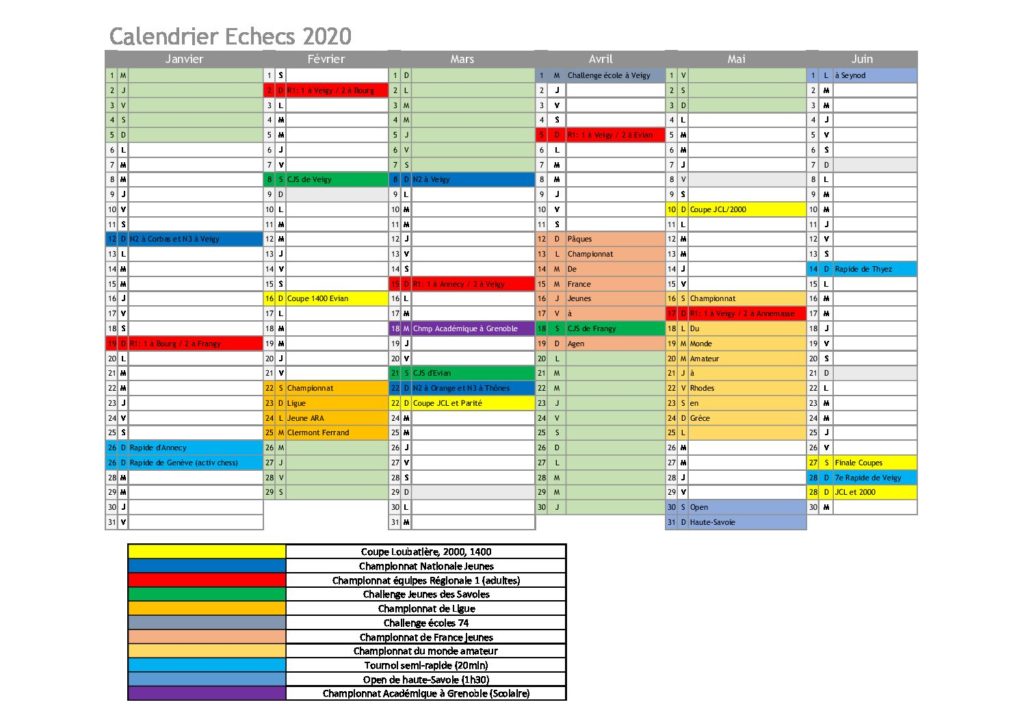 Calendrier Echecs 2020
Janvier
1 M
2 J
3 V
4 S
5 D
6 L
7 M
8 M
9 J
10 V
11 S
12 D N2 à Corbas et N3 à Veigy
13 L
14 M
15 M
16 J
17 V
18 S
19 D R1: 1 à Bourg / 2 à Frangy
20 L
21 M
22 M
23 J
24 V
25 S
26 D Rapide d'Annecy
26 D Rapide de Genève (activ chess)
28 M
29 M
30 J
31 V
Février
1 S
2 D R1: 1 à Veigy / 2 à Bourg
3 L
4 M
5 M
6 J
7 V
8 S CJS de Veigy
9 D
10 L
11 M
12 M
13 J
14 V
15 S
16 D Coupe 1400 Evian
17 L
18 M
19 M
20 J
21 V
22 S Championnat
23 D Ligue
24 L Jeune ARA
25 M Clermont Ferrand
26 M
27 J
28 V
29 S
Mars
1 D
2 L
3 M
4 M
5 J
6 V
7 S
8 D N2 à Veigy
9 L
10 M
11 M
12 J
13 V
14 S
15 D R1: 1 à Annecy / 2 à Veigy
16 L
17 M
18 M Chmp Académique à Grenoble
19 J
20 V
21 S CJS d'Evian
22 D N2 à Orange et N3 à Thônes
22 D Coupe JCL et Parité
24 M
25 M
26 J
27 V
28 S
29 D
30 L
31 M
Avril
1 M Challenge école à Veigy
2 J
3 V
4 S
5 D R1: 1 à Veigy / 2 à Evian
6 L
7 M
8 M
9 J
10 V
11 S
12 D Pâques
13 L Championnat
14 M De
15 M France
16 J Jeunes
17 V à
18 S CJS de Frangy
19 D Agen
20 L
21 M
22 M
23 J
24 V
25 S
26 D
27 L
28 M
29 M
30 J
Mai
1 V
2 S
3 D
4 L
5 M
6 M
7 J
8 V
9 S
10 D Coupe JCL/2000
11 L
12 M
13 M
14 J
15 V
16 S Championnat
17 D R1: 1 à Veigy / 2 à Annemasse
18 L Du
19 M Monde
20 M Amateur
21 J à
22 V Rhodes
23 S en
24 D Grèce
25 L
26 M
27 M
28 J
29 V
30 S Open
31 D Haute-Savoie
Juin
1 L à Seynod
2 M
3 M
4 J
5 V
6 S
7 D
8 L
9 M
10 M
11 J
12 V
13 S
14 D Rapide de Thyez
15 L
16 M
17 M
18 J
19 V
20 S
21 D
22 L
23 M
24 M
25 J
26 V
27 S Finale Coupes
28 D 7e Rapide de Veigy
28 D JCL et 2000
30 M
Coupe Loubatière, 2000, 1400
Championnat Nationale Jeunes
Championnat équipes Régionale 1 (adultes)
Challenge Jeunes des Savoies
Championnat de Ligue
Challenge écoles 74
Championnat de France jeunes
Championnat du monde amateur
Tournoi semi-rapide (20min)
Open de haute-Savoie (1h30)
Championnat Académique à Grenoble (Scolaire)